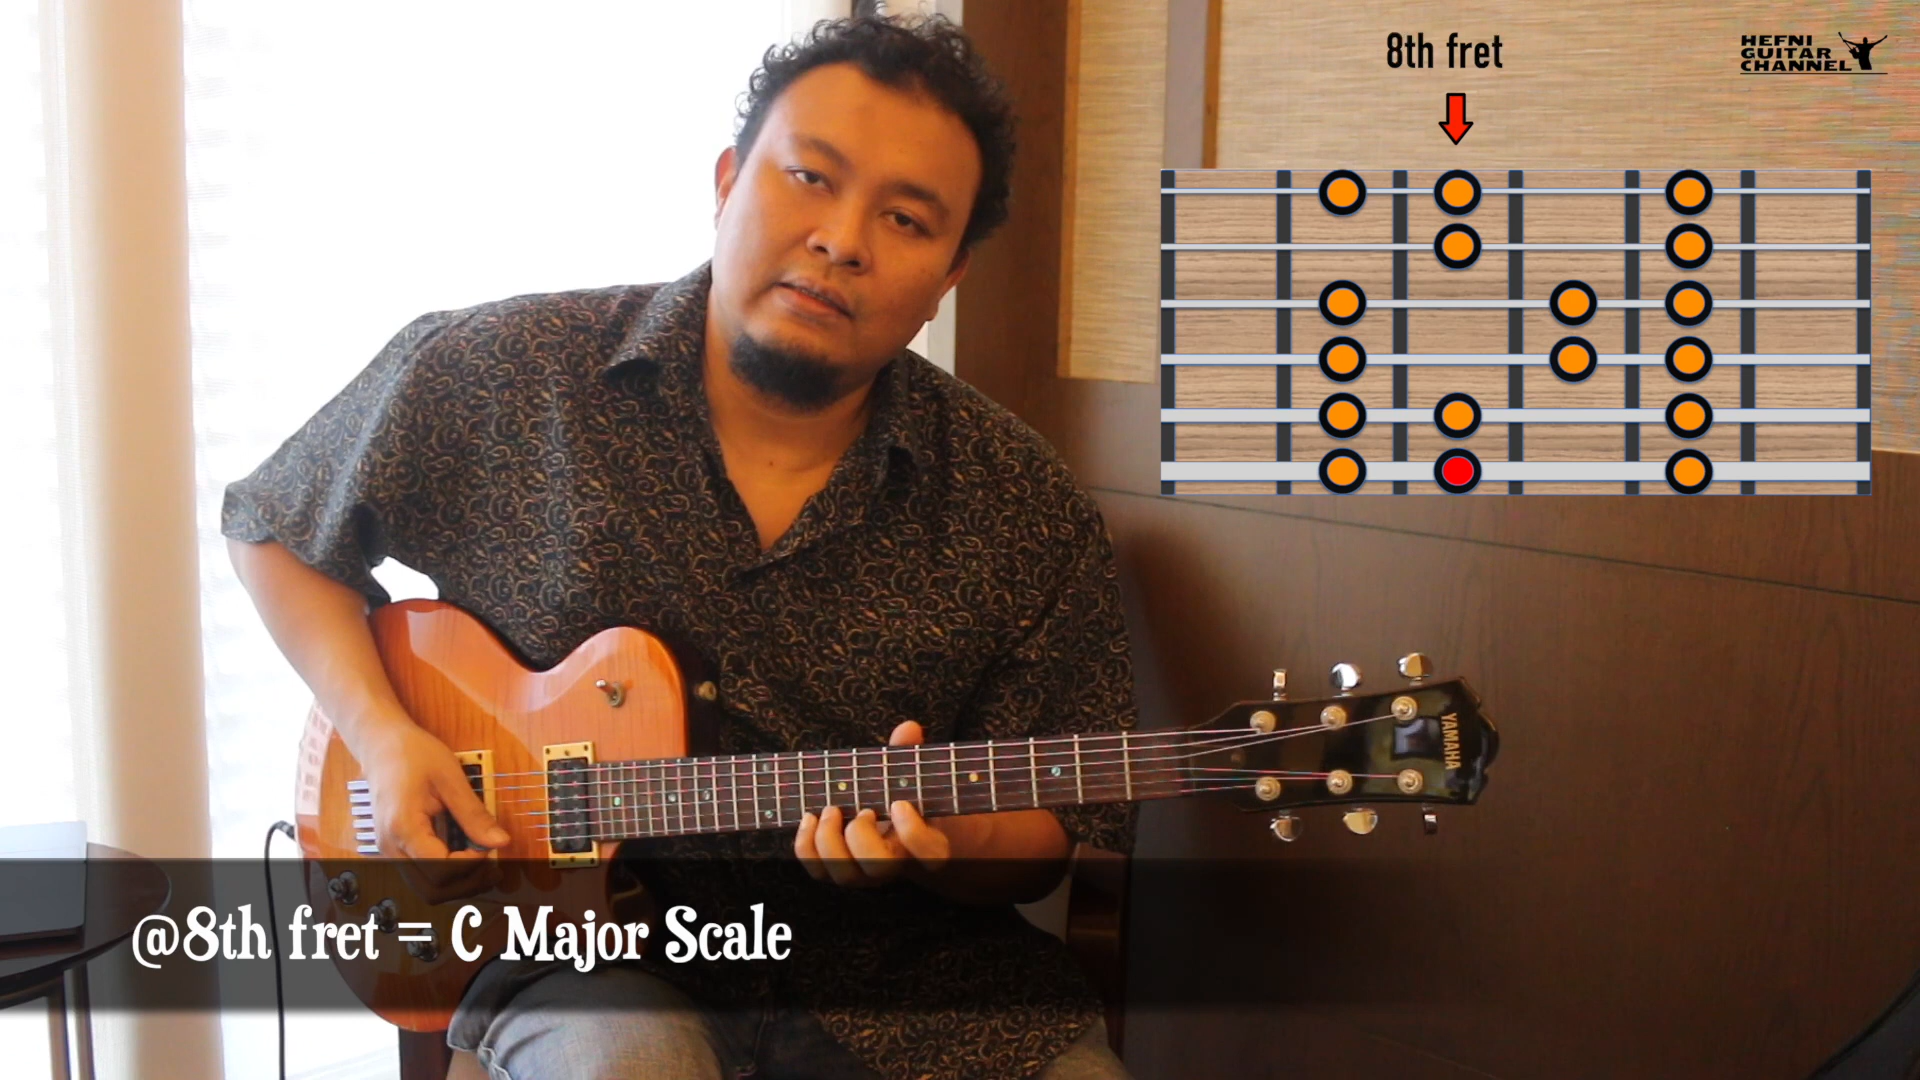 8th fret
HEFNI
GUITAR
CHANNEL
YAMAHA
@8th fret = C Major Scale